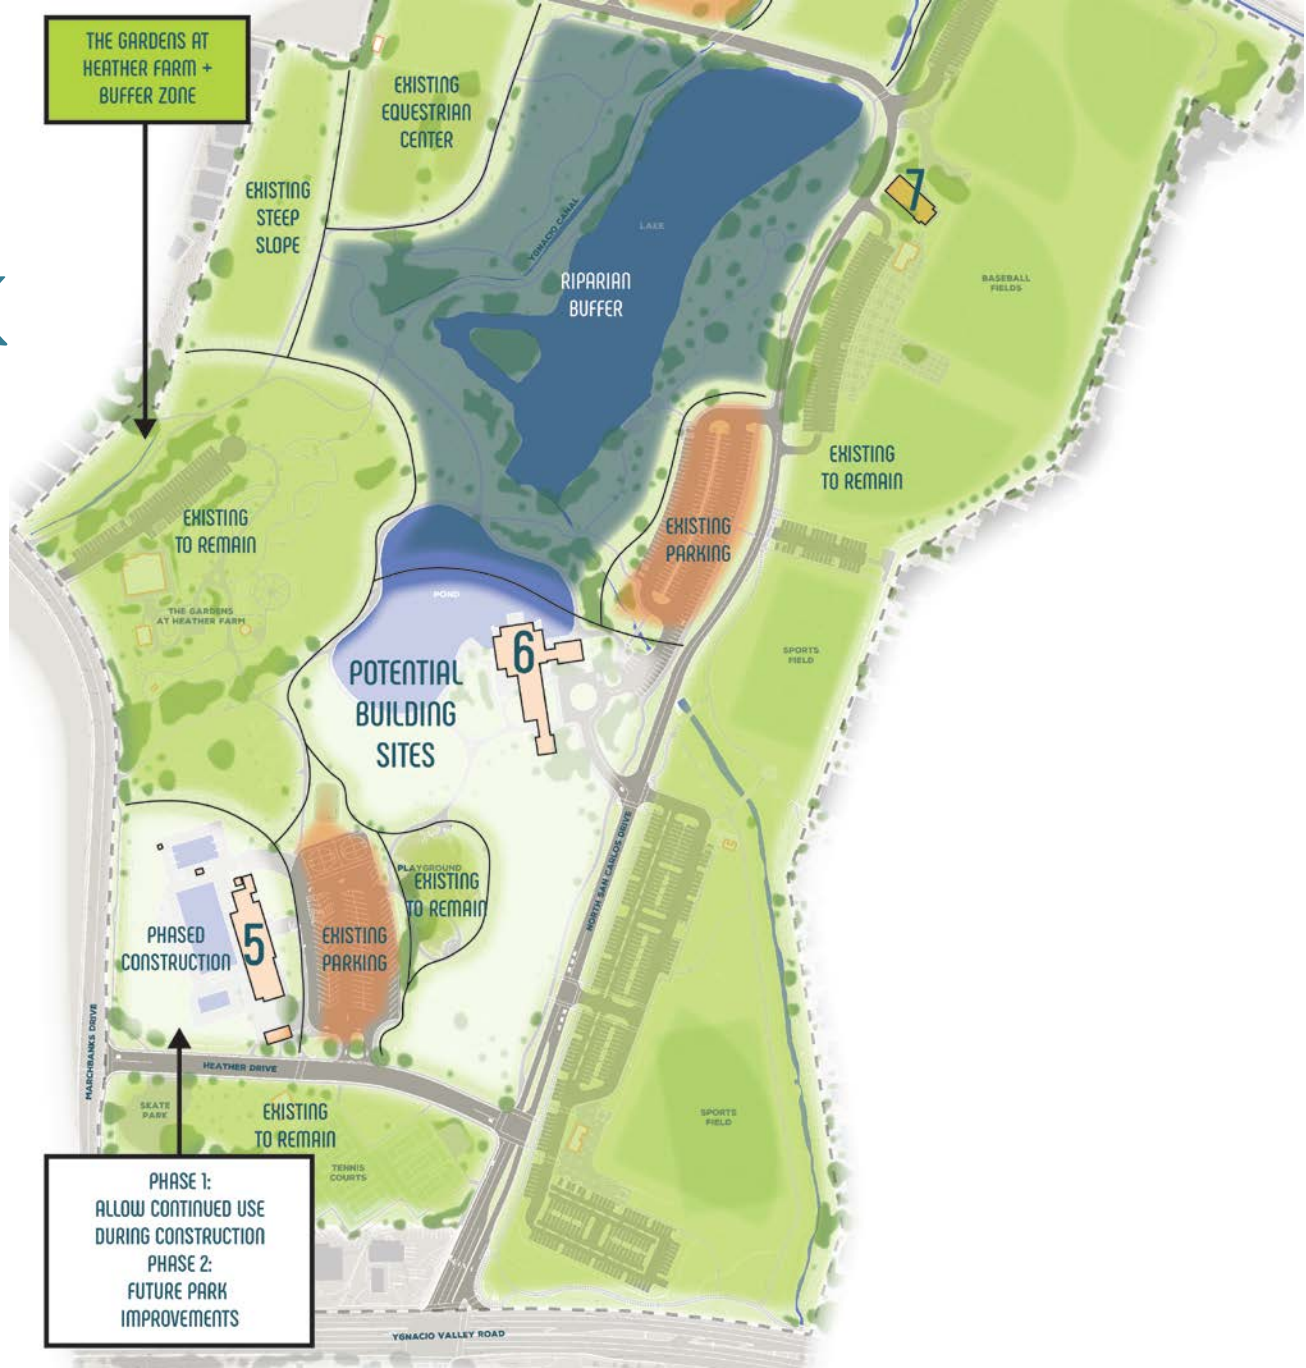 THE GARDENS AT
HEATHER FARM +
BUFFER ZONE
EXISTING
EQUESTRIAN
CENTER
EXISTING
STEEP
SLOPE
YGNACIO CANAL
LAKE
RIPARIAN
BUFFER
7
BASEBALL
FIELDS
EXISTING
TO REMAIN
EXISTING
PARKING
EXISTING
TO REMAIN
THE GARDENS
AT HEATHER FARM
POND
6
SPORTS
FIELD
POTENTIAL
BUILDING
SITES
NORTH SAN CARLOS DRIVE
PLAYGROUND
EXISTING
TO REMAIN
PHASED
CONSTRUCTION
5
EXISTING
PARKING
MARCHBANKS DRIVE
HEATHER DRIVE
SKATE
PARK
EXISTING
TO REMAIN
TENNIS
COURTS
SPORTS
FIELD
PHASE 1:
ALLOW CONTINUED USE
DURING CONSTRUCTION
PHASE 2:
FUTURE PARK
IMPROVEMENTS
YGNACIO VALLEY ROAD